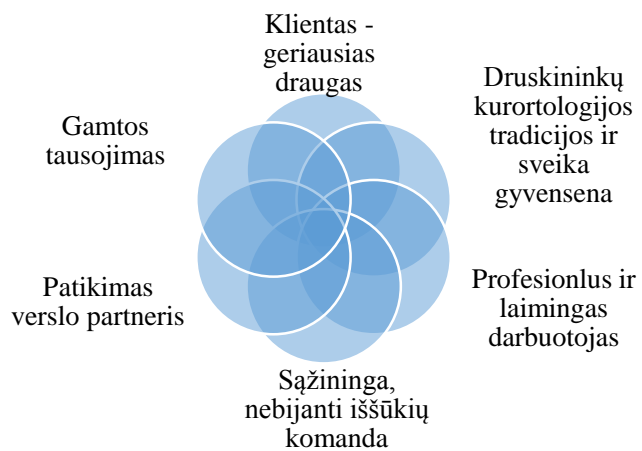 Klientas -
geriausias
draugas
Druskininkų
kurortologijos
tradicijos ir
sveika
gyvensena
Profesionlus ir
laimingas
darbuotojas
Sąžininga,
nebijanti iššūkių
komanda
Patikimas
verslo partneris
Gamtos
tausojimas